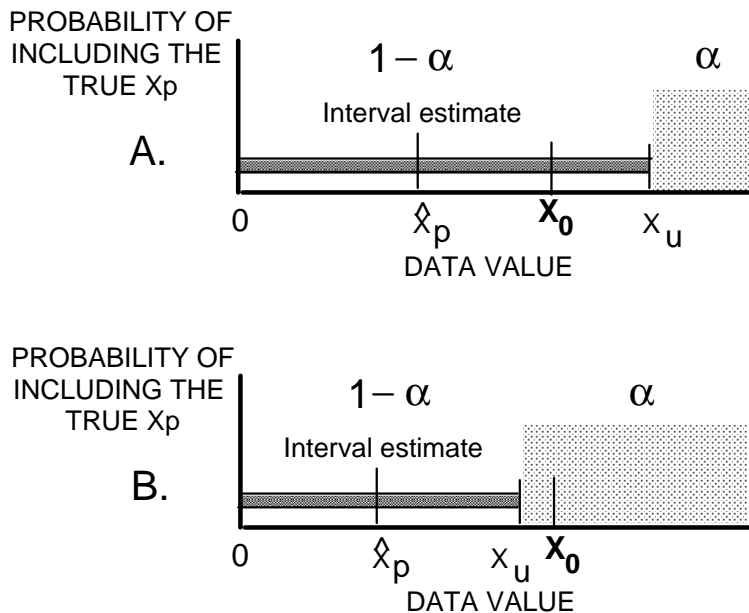 PROBABILITY OF
INCLUDING THE
TRUE Xp
1 – α
α
Interval estimate
A.
0
X̂p
X0
Xu
DATA VALUE
PROBABILITY OF
INCLUDING THE
TRUE Xp
1 – α
α
Interval estimate
B.
0
X̂p
Xu
X0
DATA VALUE